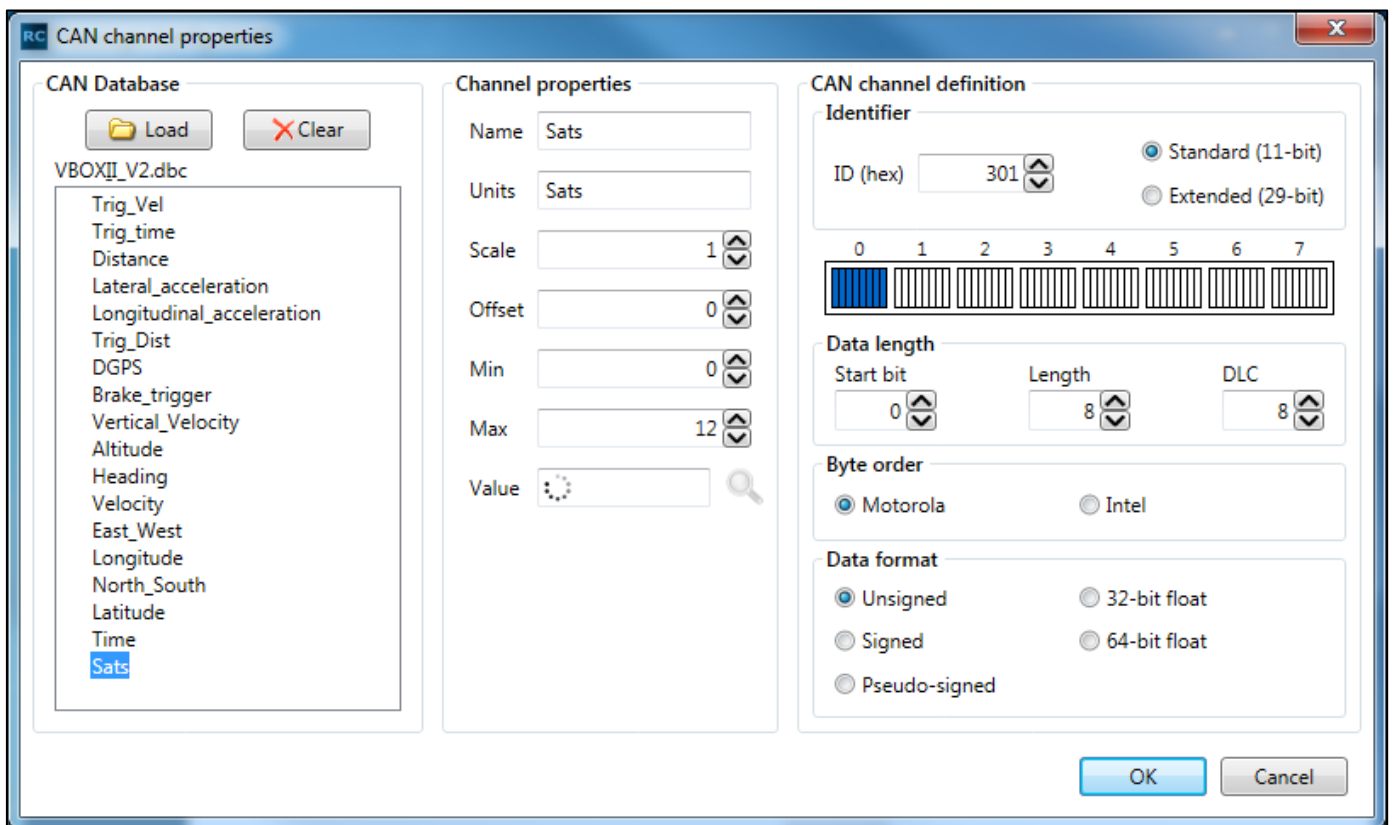 RC CAN channel properties
X
CAN Database
Load
Clear
VBOXII_V2.dbc
Trig_Vel
Trig_time
Distance
Lateral_acceleration
Longitudinal_acceleration
Trig_Dist
DGPS
Brake_trigger
Vertical_Velocity
Altitude
Heading
Velocity
East_West
Longitude
North_South
Latitude
Time
Sats
Channel properties
Name Sats
Units Sats
Scale 1
Offset 0
Min 0
Max 12
Value
CAN channel definition
Identifier
ID (hex) 301
Standard (11-bit)
Extended (29-bit)
0 1 2 3 4 5 6 7
Data length
Start bit Length DLC
0 8 8
Byte order
Motorola Intel
Data format
Unsigned 32-bit float
Signed 64-bit float
Pseudo-signed
OK Cancel